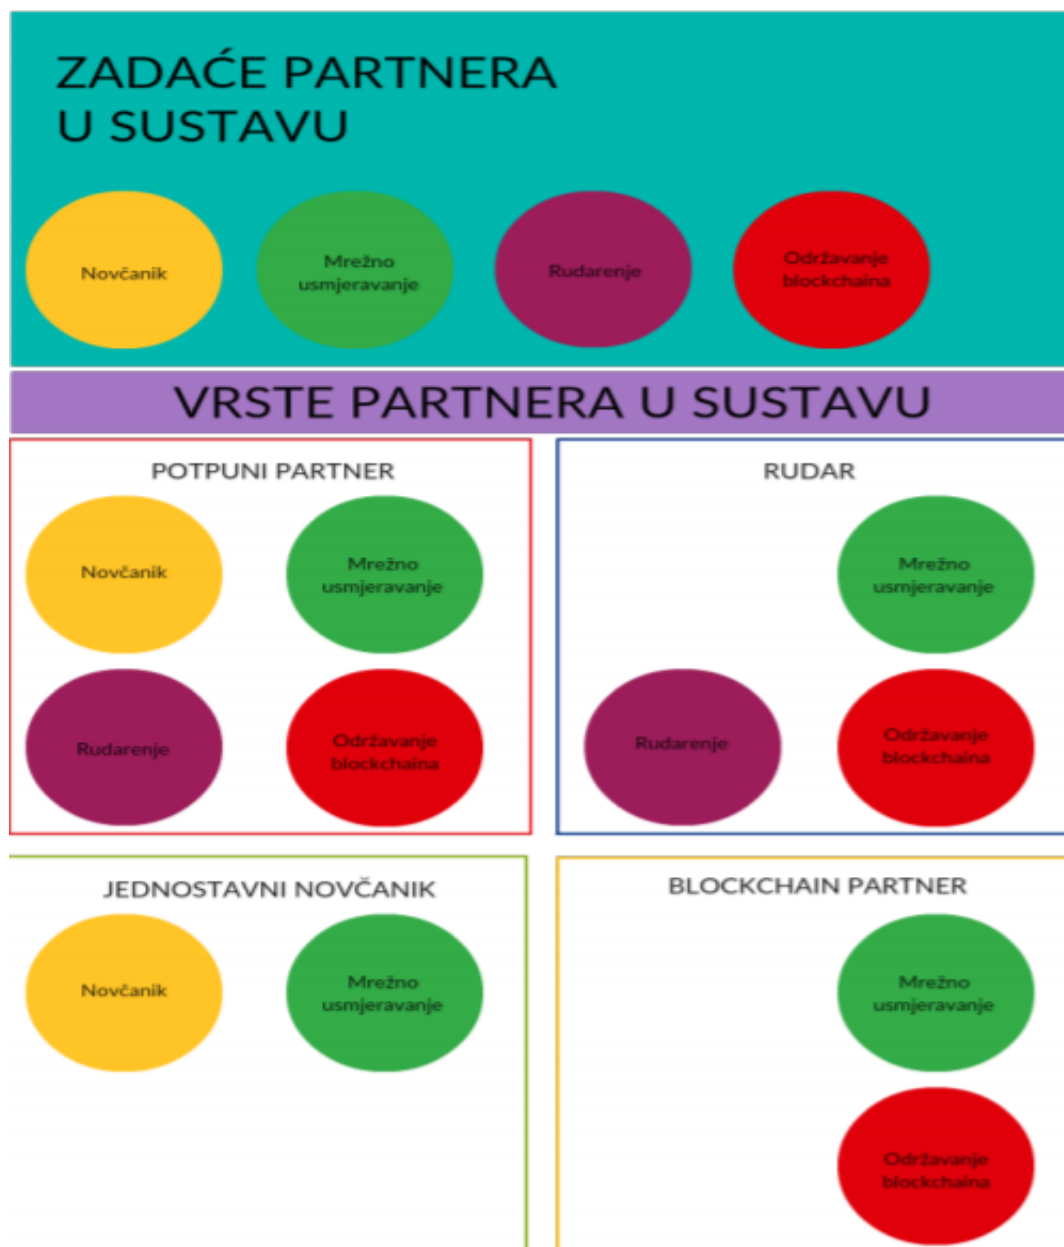 ZADAĆE PARTNERA
U SUSTAVU
Novčanik
Mrežno
usmjeravanje
Rudarenje
Održavanje
blockchaina
VRSTE PARTNERA U SUSTAVU
POTPUNI PARTNER
Novčanik
Mrežno
usmjeravanje
Rudarenje
Održavanje
blockchaina
RUDAR
Mrežno
usmjeravanje
Rudarenje
Održavanje
blockchaina
JEDNOSTAVNI NOVČANIK
Novčanik
Mrežno
usmjeravanje
BLOCKCHAIN PARTNER
Mrežno
usmjeravanje
Održavanje
blockchaina